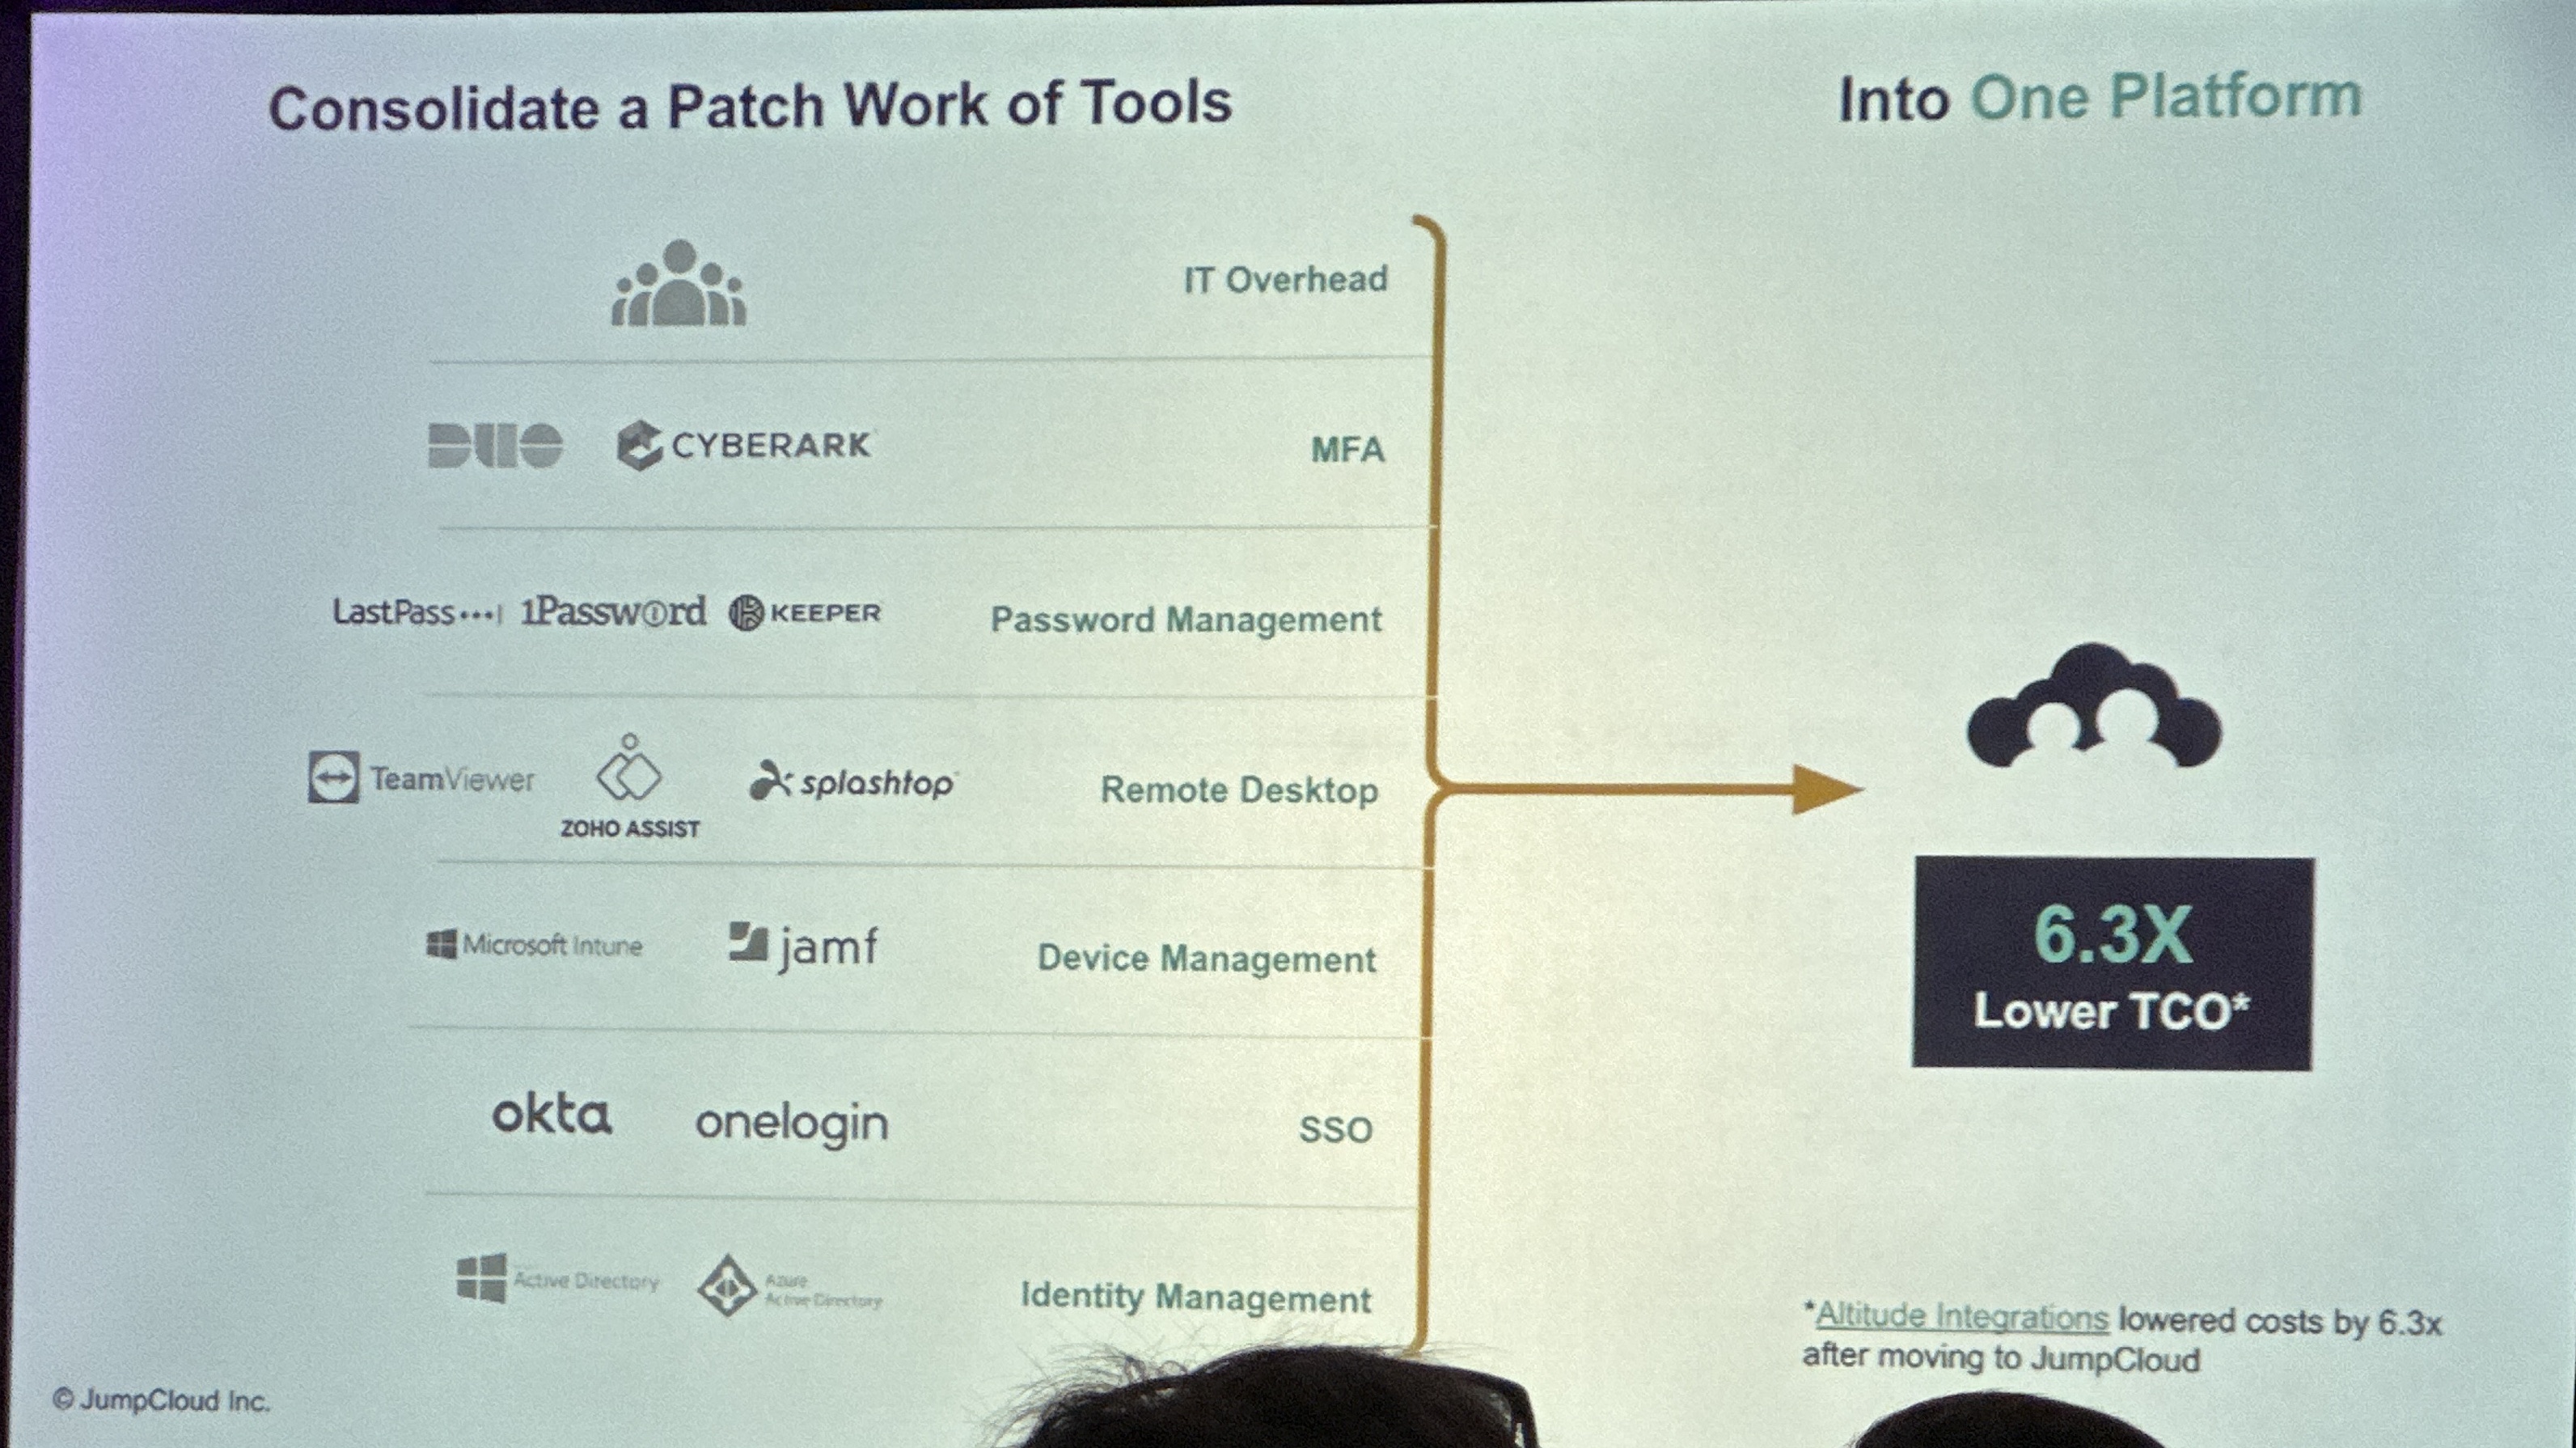 Consolidate a Patch Work of Tools
Into One Platform
IT Overhead
DUO CYBERARK MFA
LastPass •••| 1Password KEEPER Password Management
TeamViewer ZOHO ASSIST splashtop Remote Desktop
Microsoft Intune jamf Device Management
okta onelogin SSO
Active Directory Azure Active Directory Identity Management
6.3X
Lower TCO*
*Altitude Integrations lowered costs by 6.3x
after moving to JumpCloud
© JumpCloud Inc.